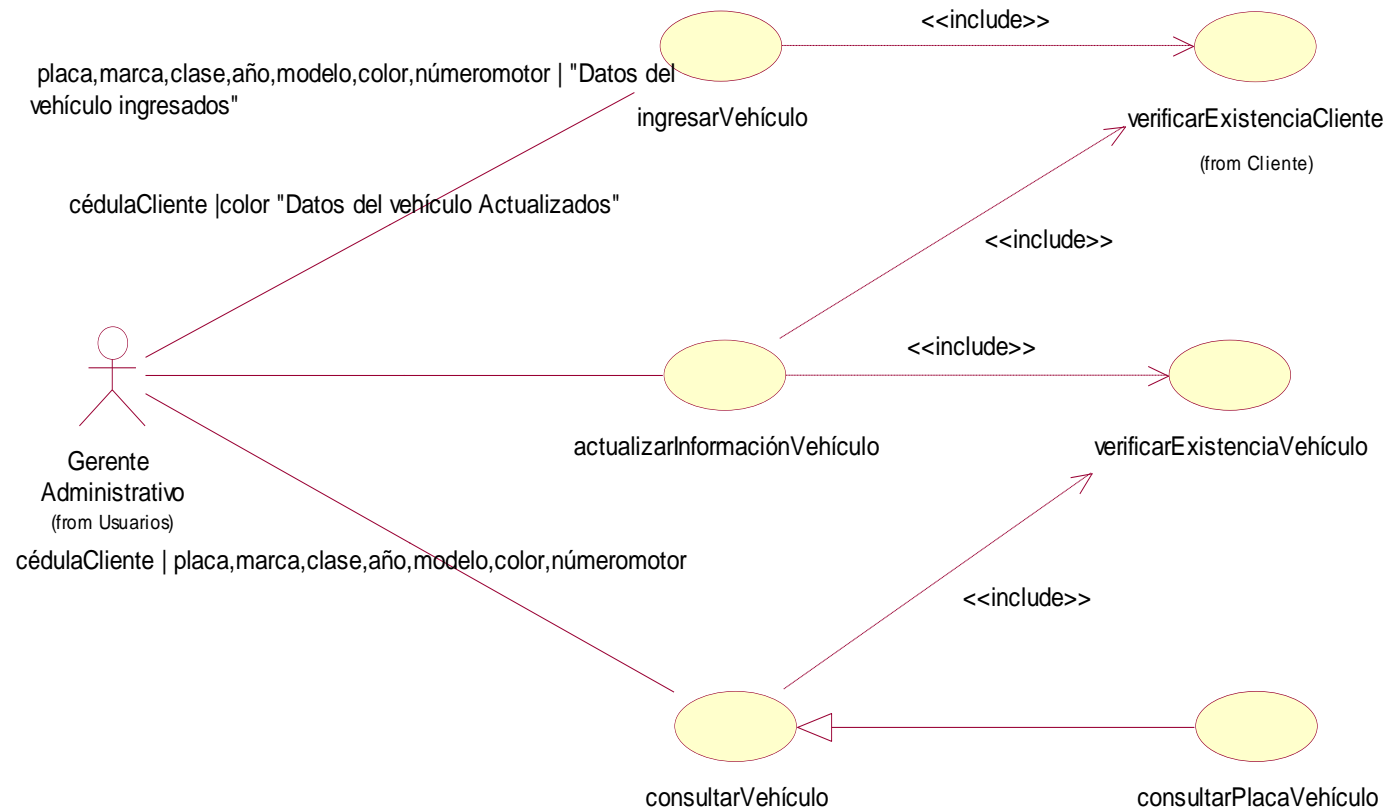 <<include>>
placa,marca,clase,año,modelo,color,númeromotor | "Datos del
vehículo ingresados"
ingresarVehículo
verificarExistenciaCliente
(from Cliente)
cédulaCliente |color "Datos del vehículo Actualizados"
<<include>>
<<include>>
actualizarInformaciónVehículo
verificarExistenciaVehículo
Gerente
Administrativo
(from Usuarios)
cédulaCliente | placa,marca,clase,año,modelo,color,númeromotor
<<include>>
consultarVehículo
consultarPlacaVehículo